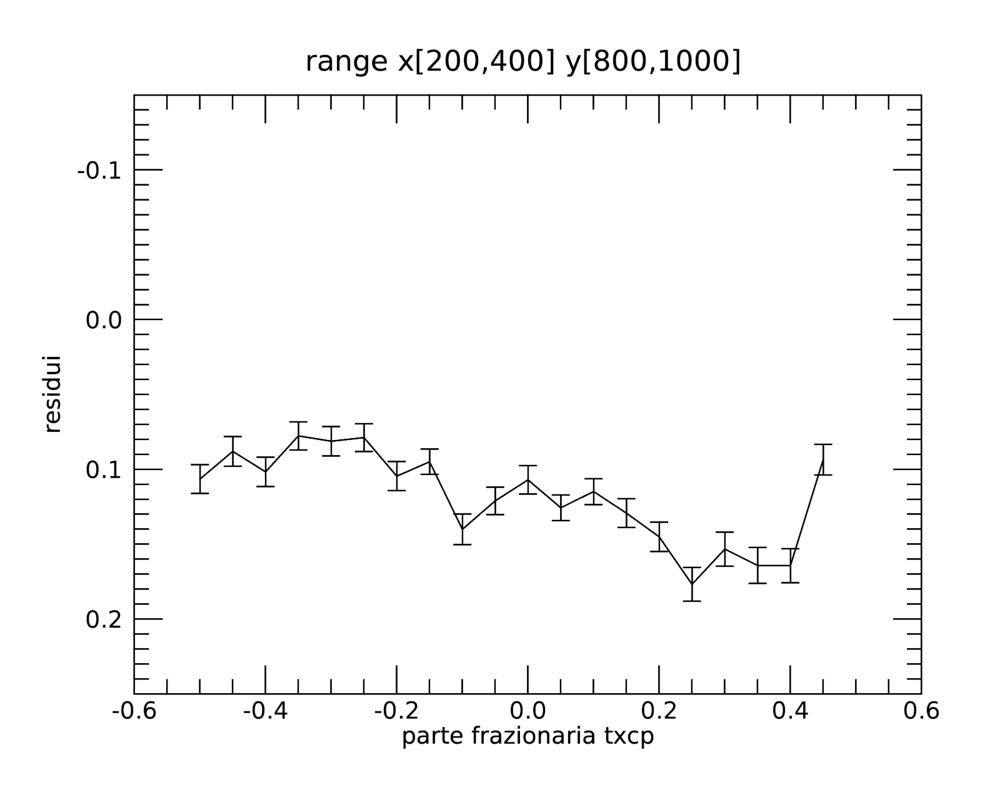 range x[200,400] y[800,1000]
-0.1
0.0
0.1
0.2
residui
-0.6 -0.4 -0.2 0.0 0.2 0.4 0.6
parte frazionaria txcp